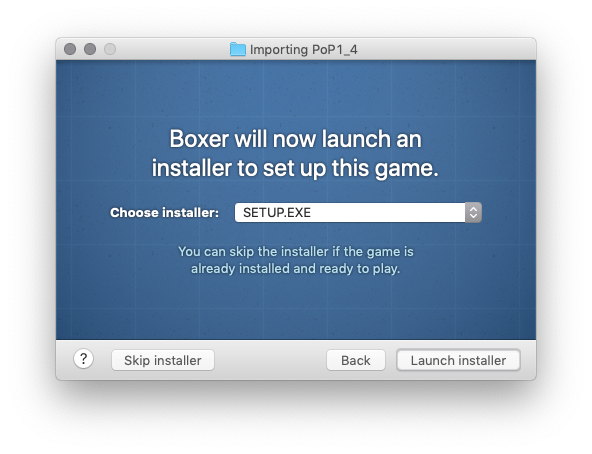 Importing PoP1_4
Boxer will now launch an
installer to set up this game.
Choose installer: SETUP.EXE
You can skip the installer if the game is
already installed and ready to play.
? Skip installer Back Launch installer